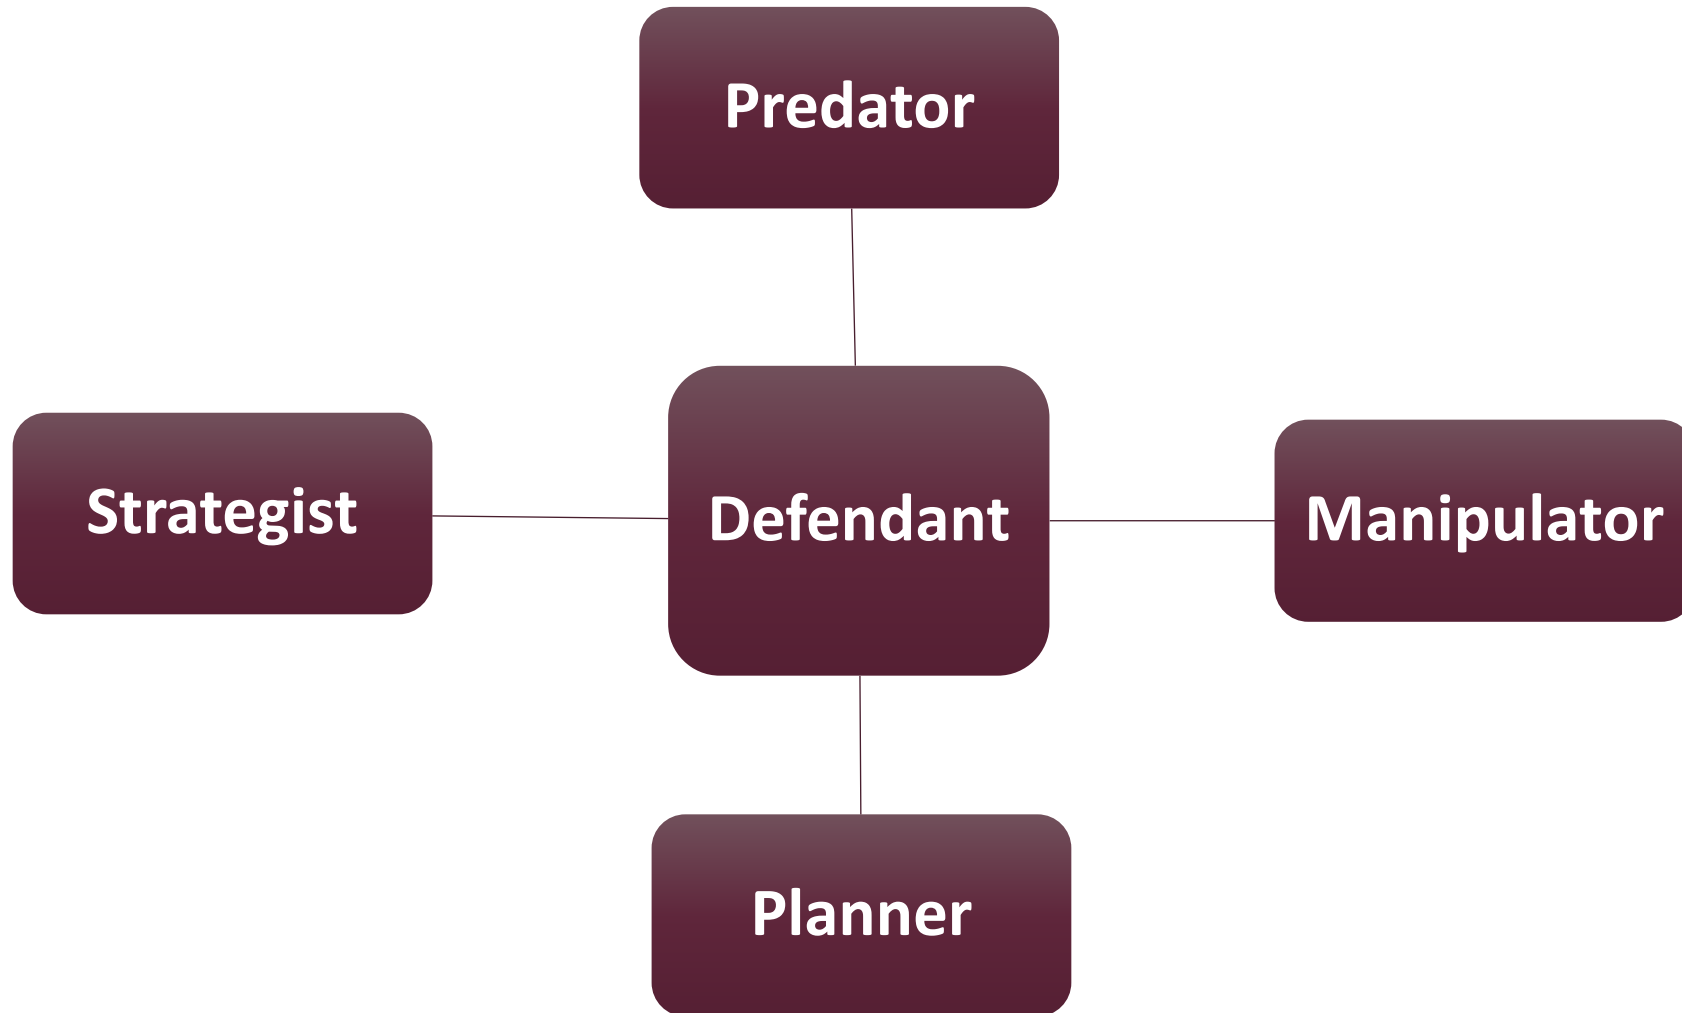 Predator
Strategist
Defendant
Manipulator
Planner